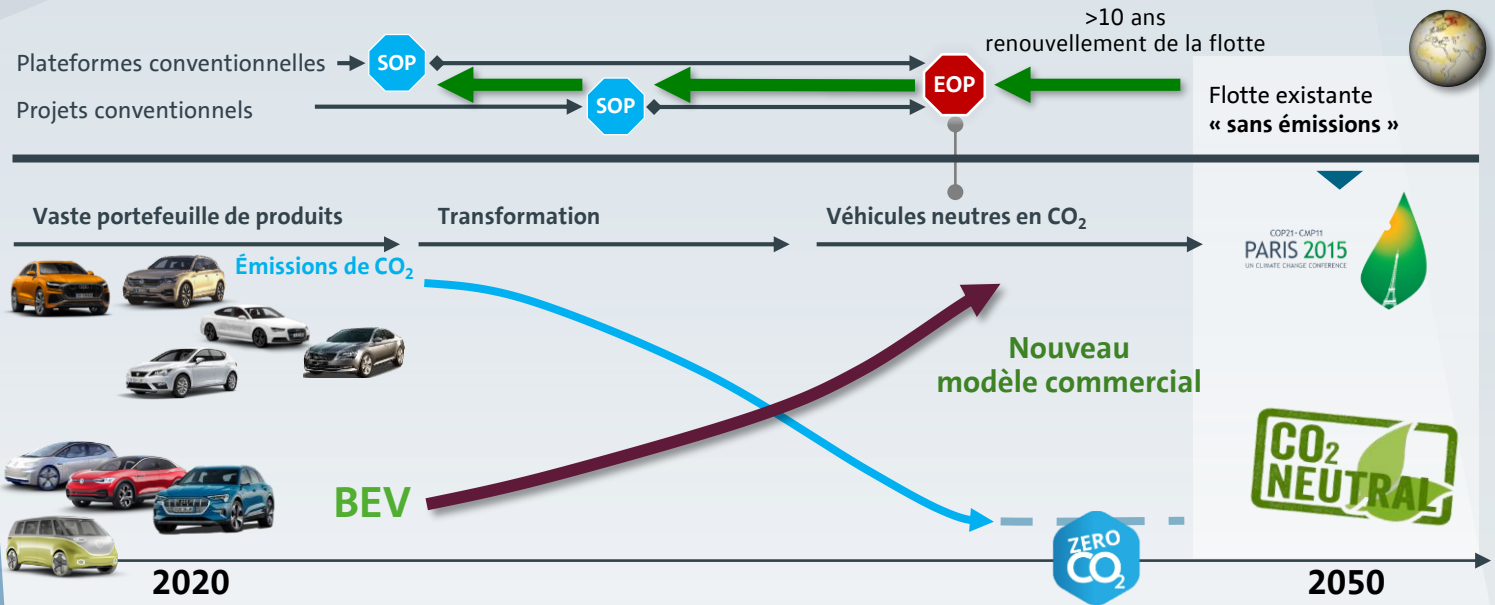 >10 ans
renouvellement de la flotte
Plateformes conventionnelles
SOP
EOP
Projets conventionnels
SOP
Flotte existante
« sans émissions »
Vaste portefeuille de produits
Transformation
Véhicules neutres en CO₂
Émissions de CO₂
COP21·CMP11
PARIS 2015
UN CLIMATE CHANGE CONFERENCE
Nouveau
modèle commercial
CO₂
NEUTRAL
BEV
ZERO
CO₂
2020
2050